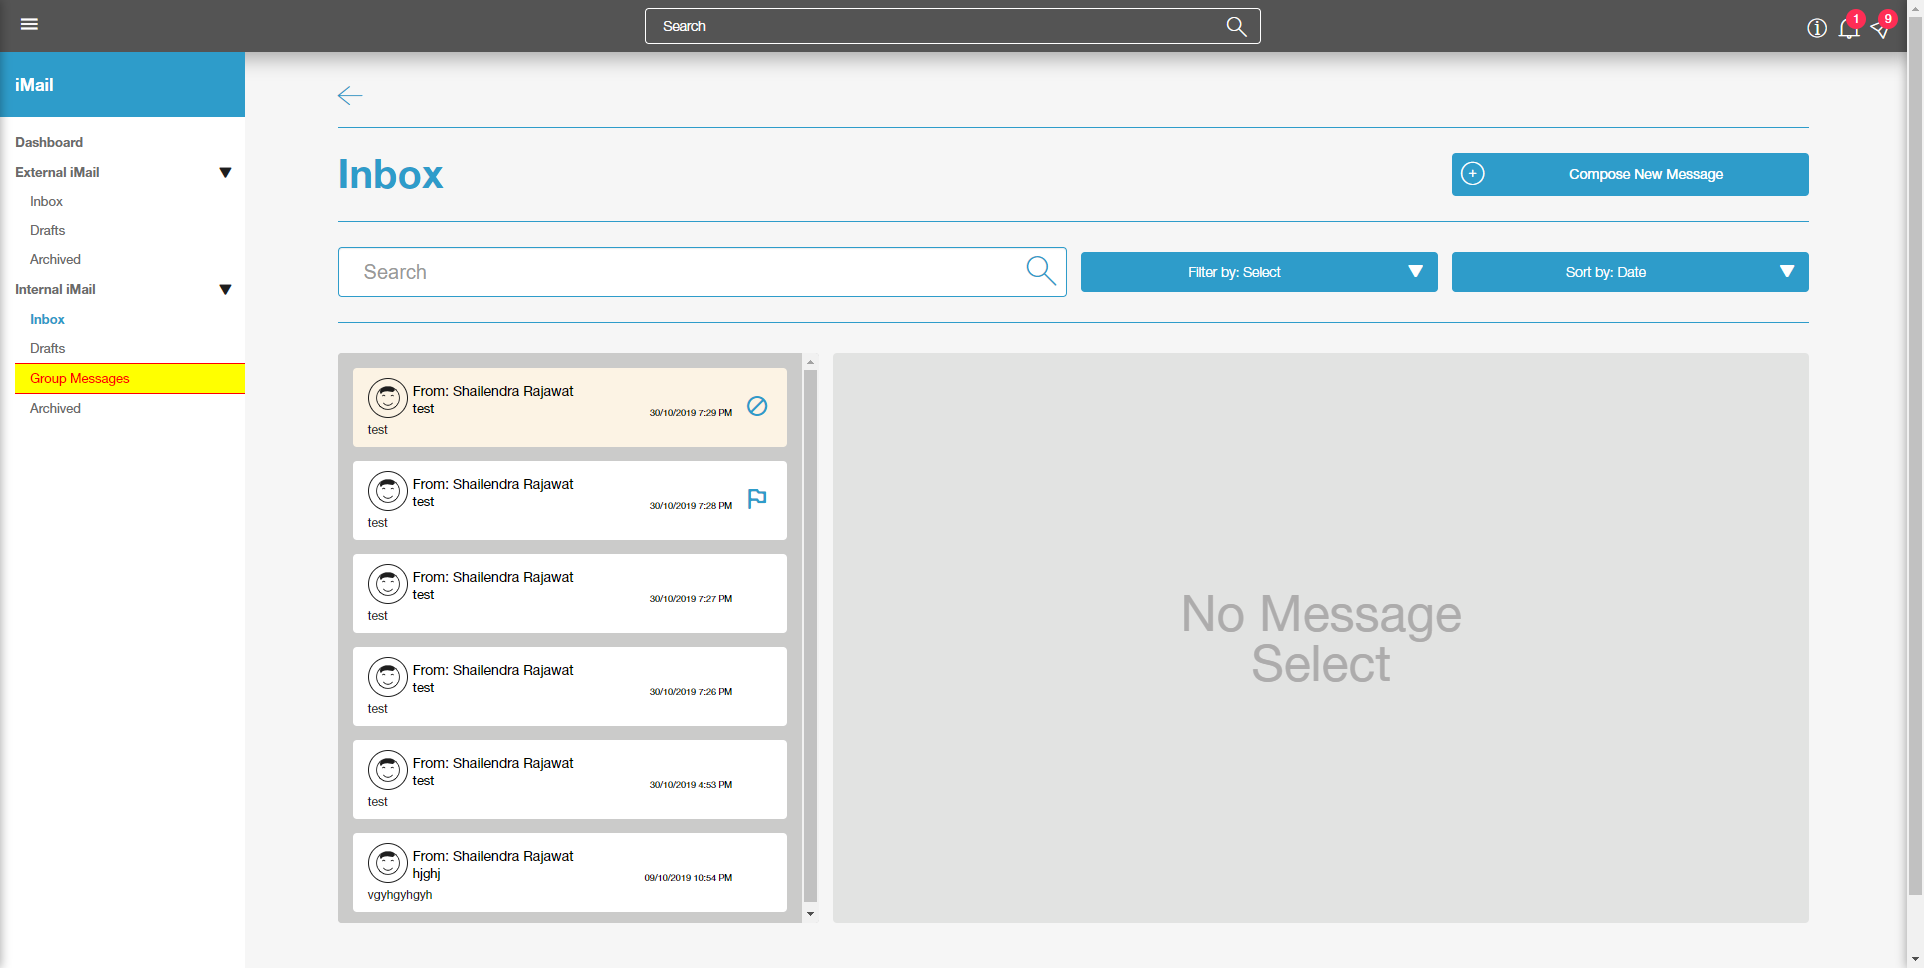 Search
1
9
iMail
Dashboard
External iMail
Inbox
Drafts
Archived
Internal iMail
Inbox
Drafts
Group Messages
Archived
Inbox
Compose New Message
Search
Filter by: Select
Sort by: Date
From: Shailendra Rajawat
test
30/10/2019 7:29 PM
test
From: Shailendra Rajawat
test
30/10/2019 7:28 PM
test
From: Shailendra Rajawat
test
30/10/2019 7:27 PM
test
From: Shailendra Rajawat
test
30/10/2019 7:26 PM
test
From: Shailendra Rajawat
test
30/10/2019 4:53 PM
test
From: Shailendra Rajawat
hjghj
09/10/2019 10:54 PM
vgyhgyhgyh
No Message
Select